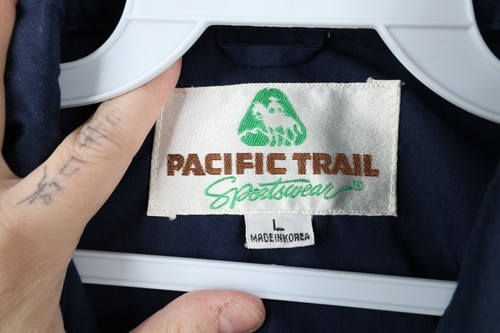 PACIFIC TRAIL
Sportswear®
L
MADE IN KOREA